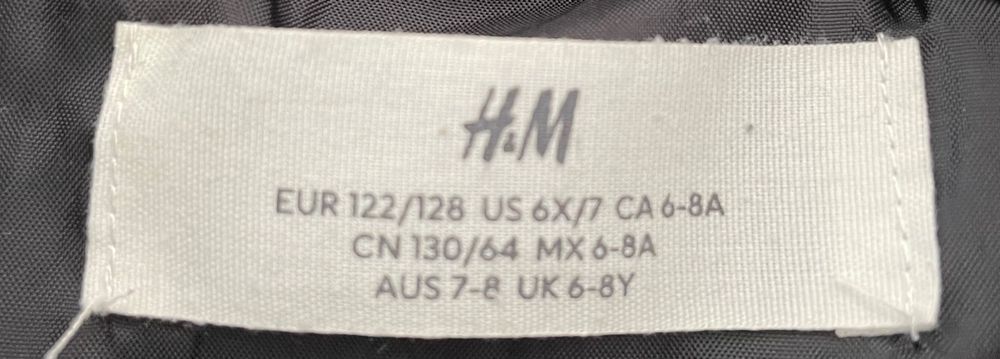 H&M
EUR 122/128 US 6X/7 CA 6-8A
CN 130/64 MX 6-8A
AUS 7-8 UK 6-8Y